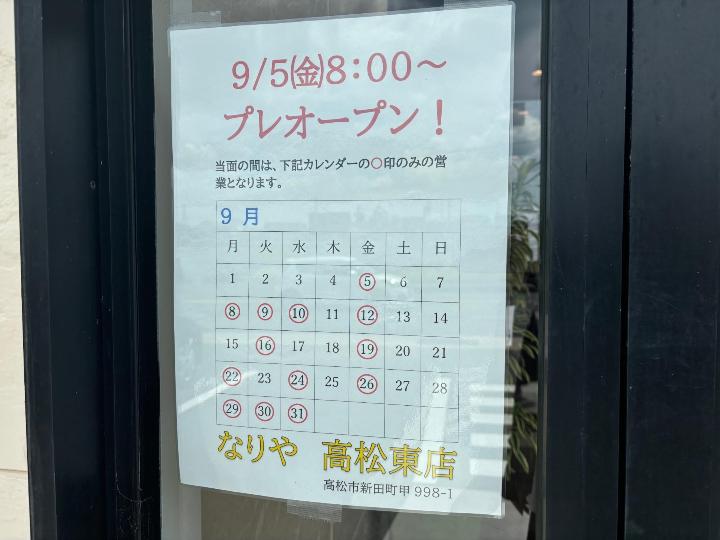 9/5㈮8:00～
プレオープン！
当面の間は、下記カレンダーの○印のみの営
業となります。
9 月
月 火 水 木 金 土 日
1 2 3 4 5 6 7
8 9 10 11 12 13 14
15 16 17 18 19 20 21
22 23 24 25 26 27 28
29 30 31
なりや 高松東店
高松市新田町甲 998-1